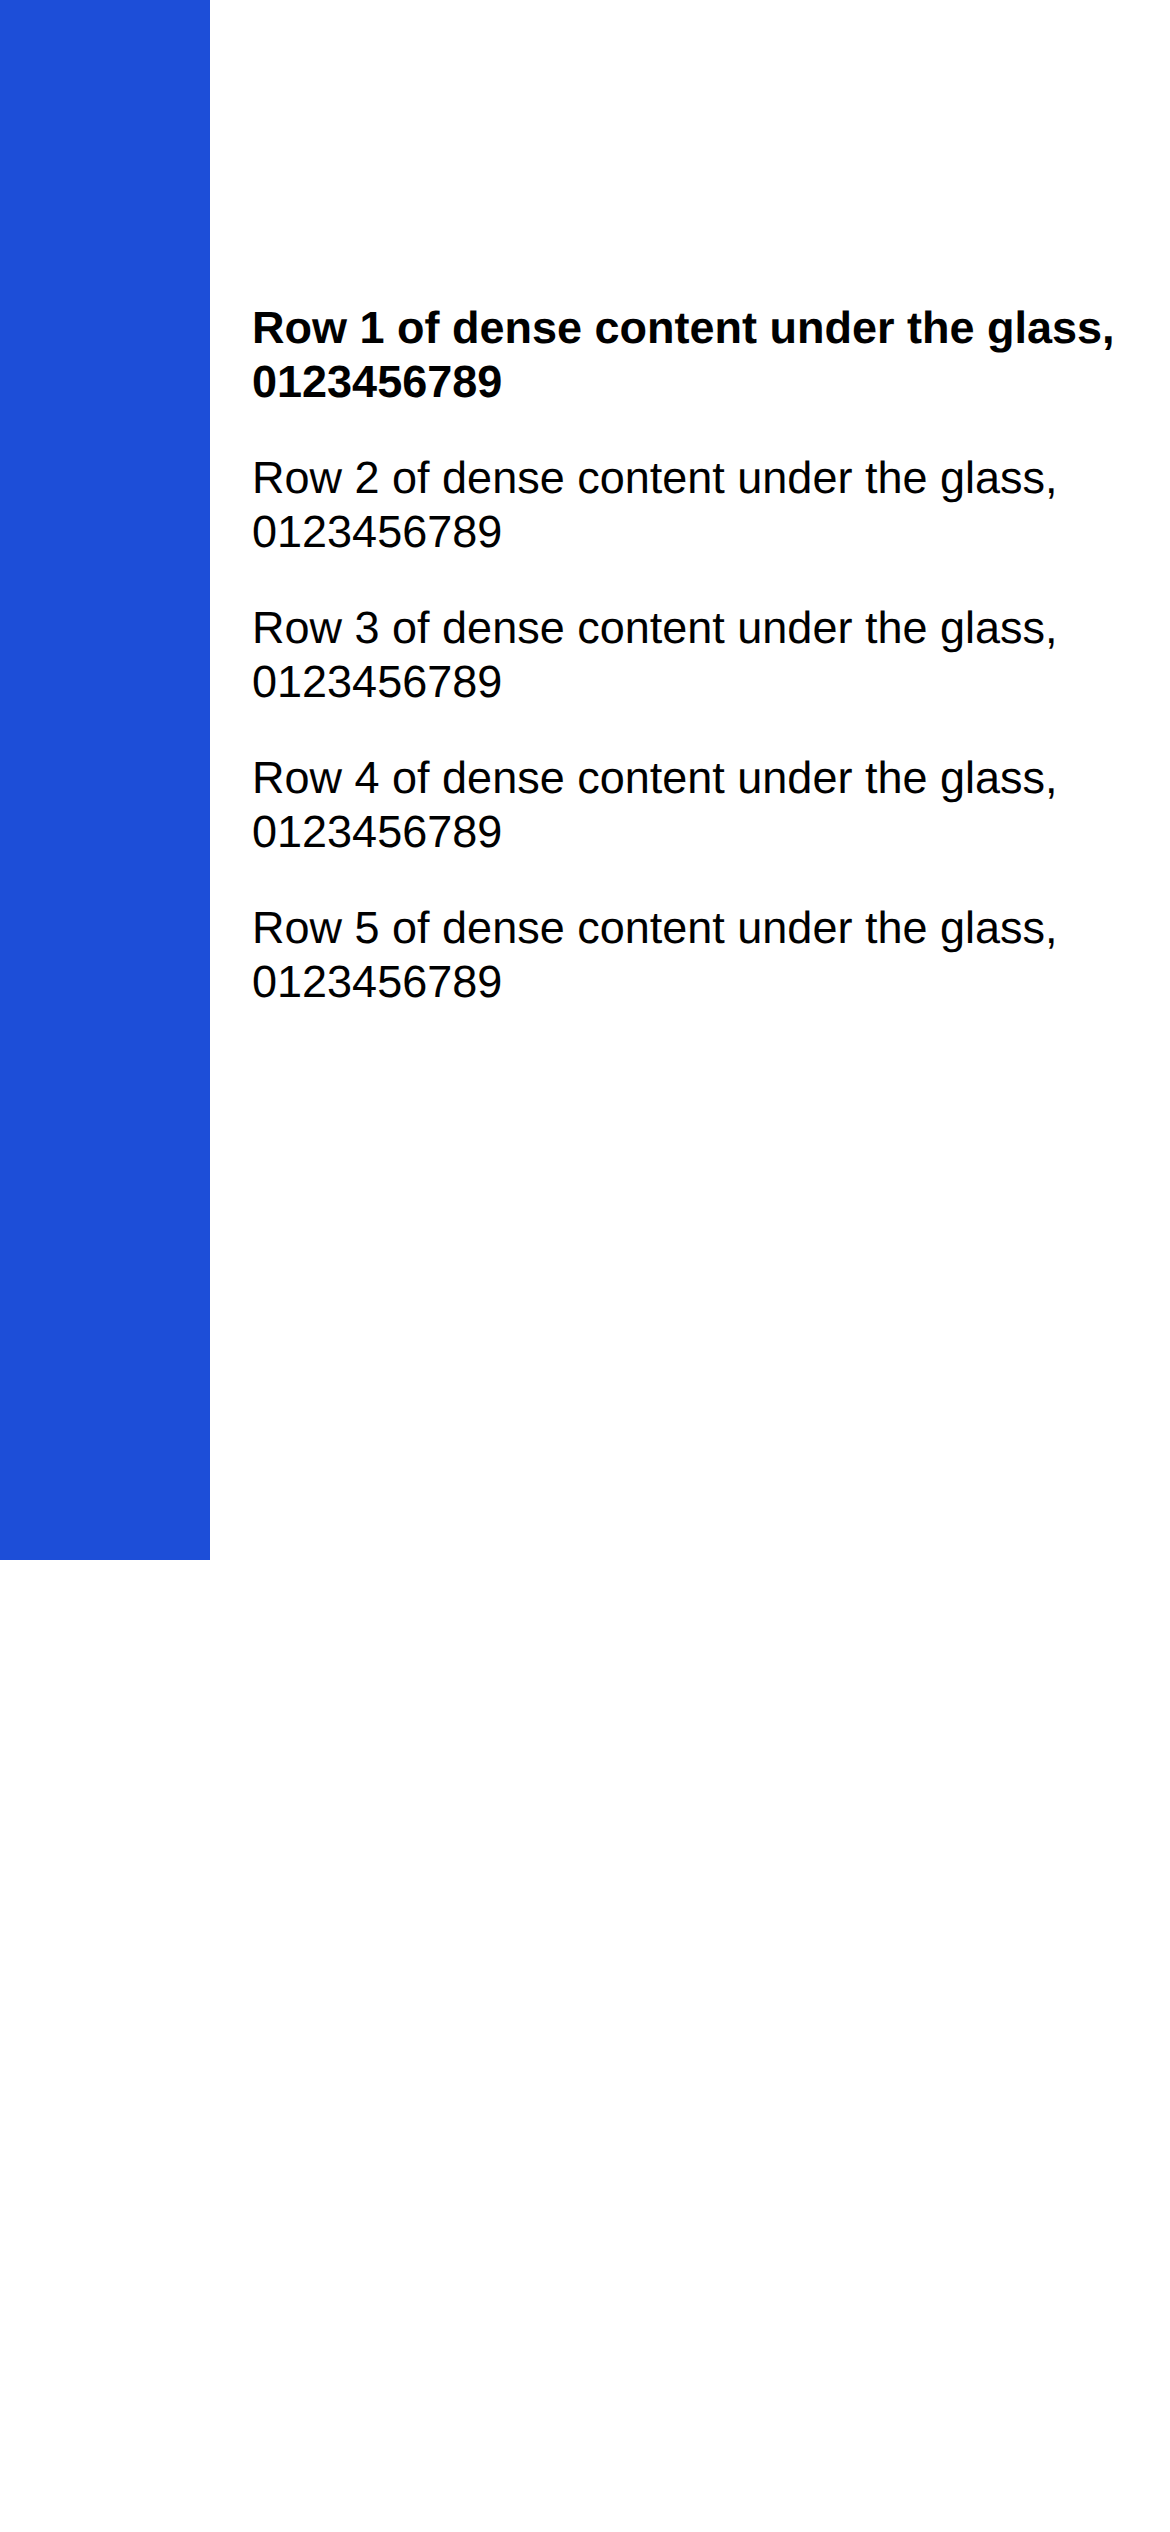 Row 1 of dense content under the glass,
0123456789
Row 2 of dense content under the glass,
0123456789
Row 3 of dense content under the glass,
0123456789
Row 4 of dense content under the glass,
0123456789
Row 5 of dense content under the glass,
0123456789